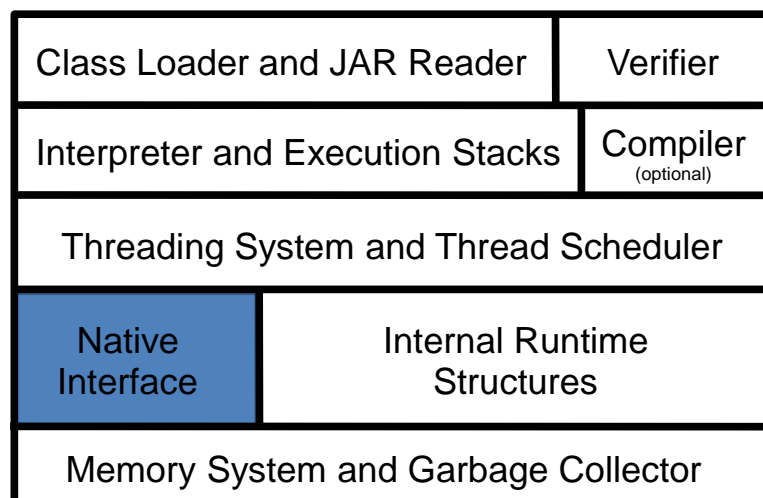 Class Loader and JAR Reader
Verifier
Interpreter and Execution Stacks
Compiler
(optional)
Threading System and Thread Scheduler
Native
Interface
Internal Runtime
Structures
Memory System and Garbage Collector